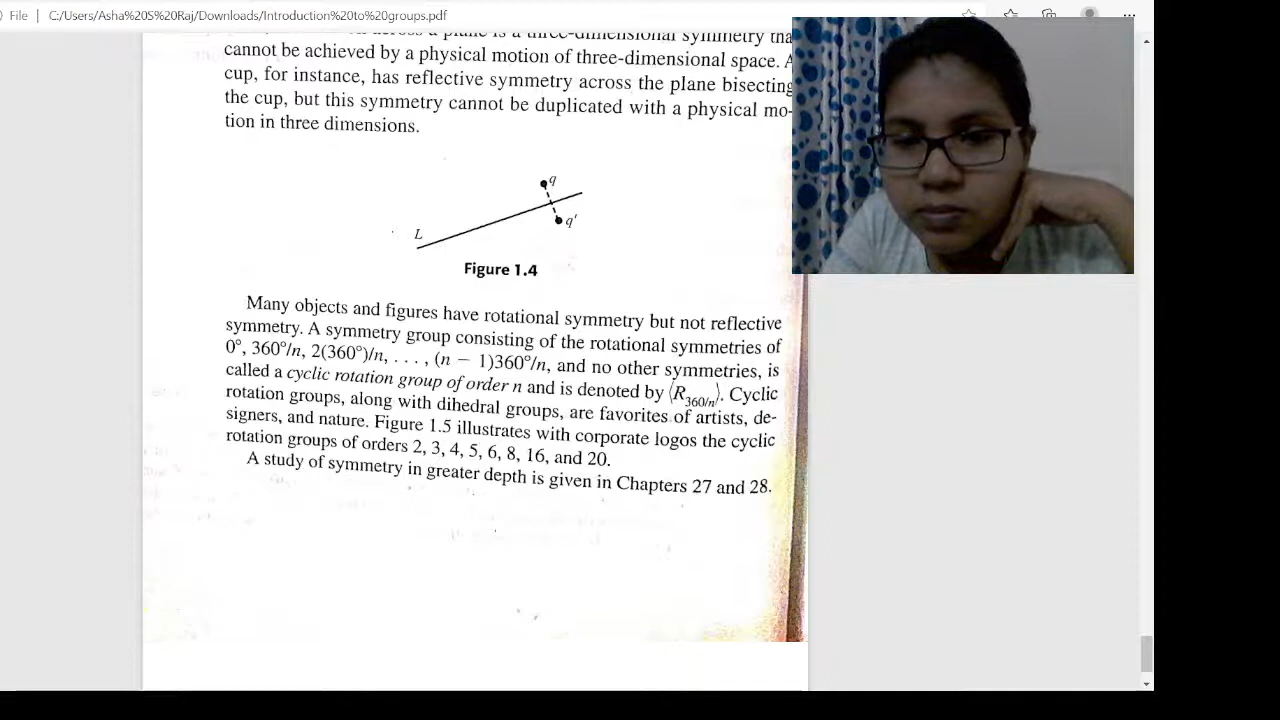 File | C:/Users/Asha%20S%20Raj/Downloads/Introduction%20to%20groups.pdf
is a three-dimensional symmetry tha
cannot be achieved by a physical motion of three-dimensional space. A
cup, for instance, has reflective symmetry across the plane bisecting
the cup, but this symmetry cannot be duplicated with a physical mo-
tion in three dimensions.
q
L
q'
Figure 1.4
Many objects and figures have rotational symmetry but not reflective
symmetry. A symmetry group consisting of the rotational symmetries of
0°, 360°/n, 2(360°)/n, . . . , (n − 1)360°/n, and no other symmetries, is
called a cyclic rotation group of order n and is denoted by ⟨R360/n⟩. Cyclic
rotation groups, along with dihedral groups, are favorites of artists, de-
signers, and nature. Figure 1.5 illustrates with corporate logos the cyclic
rotation groups of orders 2, 3, 4, 5, 6, 8, 16, and 20.
A study of symmetry in greater depth is given in Chapters 27 and 28.